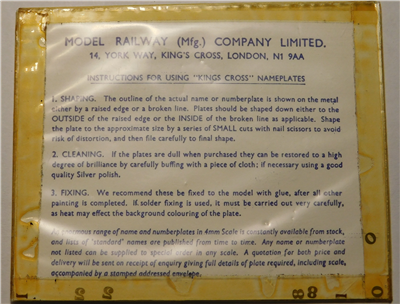 MODEL RAILWAY (Mfg.) COMPANY LIMITED,
14, YORK WAY, KING'S CROSS, LONDON, N1 9AA
INSTRUCTIONS FOR USING "KINGS CROSS" NAMEPLATES
1. SHAPING. The outline of the actual name or numberplate is shown on the metal
either by a raised edge or a broken line. Plates should be shaped down either to the
OUTSIDE of the raised edge or the INSIDE of the broken line as applicable. Shape
the plate to the approximate size by a series of SMALL cuts with nail scissors to avoid
risk of distortion, and then file carefully to final shape.
2. CLEANING. If the plates are dull when purchased they can be restored to a high
degree of brilliance by carefully buffing with a piece of cloth; if necessary using a good
quality Silver polish.
3. FIXING. We recommend these be fixed to the model with glue, after all other
painting is completed. If solder fixing is used, it must be carried out very carefully,
as heat may effect the background colouring of the plate.
range of name and numberplates in 4mm Scale is constantly available from stock,
and lists of 'standard' names are published from time to time. Any name or numberplate
not listed can be supplied to special order in any scale. A quotation for both price and
delivery will be sent on receipt of enquiry giving full details of plate required, including scale,
accompanied by a stamped addressed envelope.